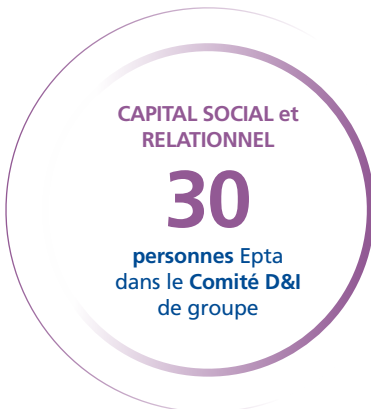 CAPITAL SOCIAL et
RELATIONNEL
30
personnes Epta
dans le Comité D&I
de groupe